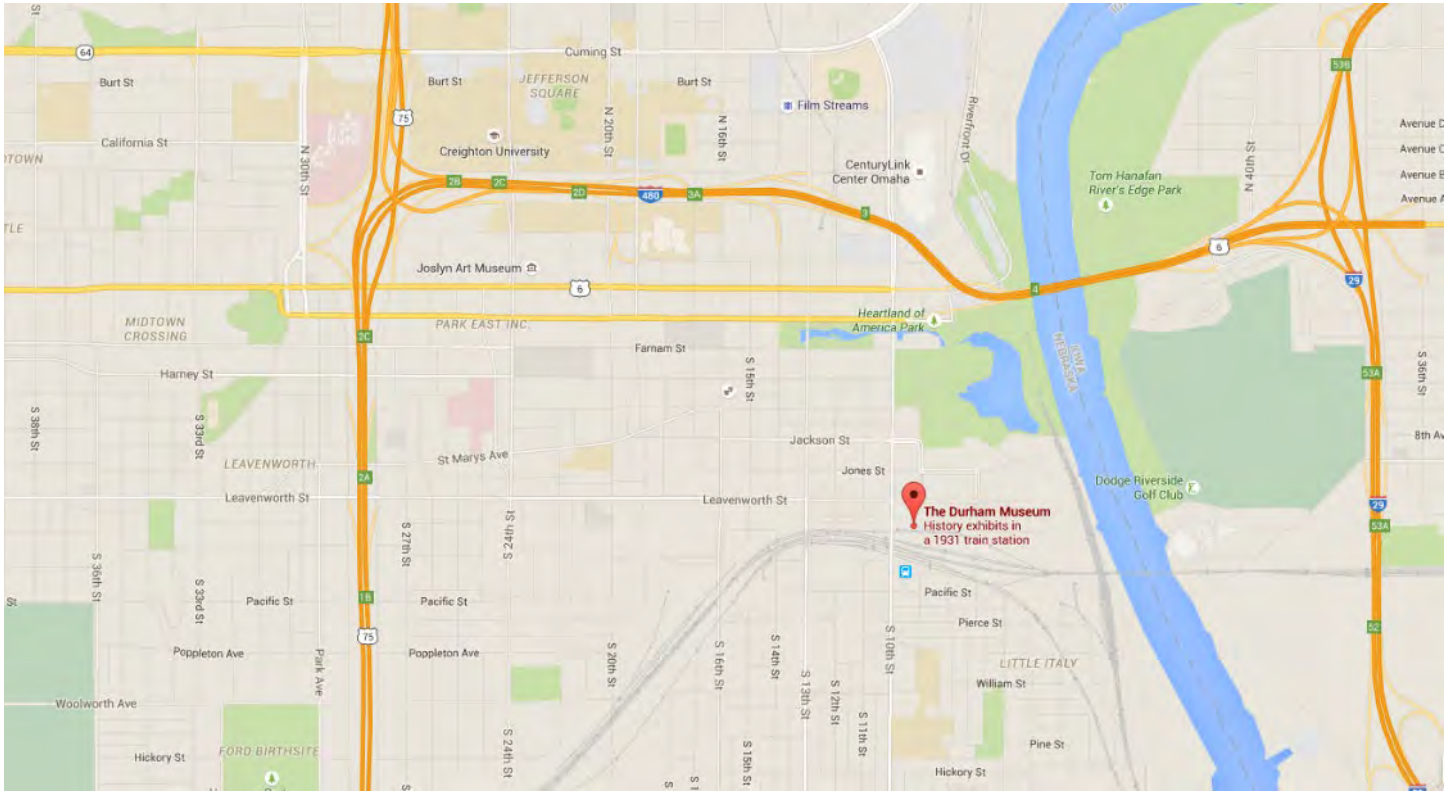 St
64
Cuming St
Burt St
Burt St
JEFFERSON
SQUARE
Burt St
Film Streams
53B
75
Riverfront Dr
Avenue D
California St
N 30th St
N 20th St
N 16th St
Creighton University
Avenue C
N 40th St
CenturyLink
Center Omaha
Tom Hanafan
River's Edge Park
Avenue B
Avenue A
2B
2C
2D
480
3A
3
6
Joslyn Art Museum
6
4
29
Heartland of
America Park
MIDTOWN
CROSSING
PARK EAST INC.
2C
IOWA
NEBRASKA
Farnam St
Harney St
S 15th St
53A
S 36th St
S 38th St
S 33rd St
Jackson St
St Marys Ave
LEAVENWORTH
Jones St
2A
Leavenworth St
Leavenworth St
Dodge Riverside
Golf Club
The Durham Museum
History exhibits in
a 1931 train station
29
53A
S 27th St
S 24th St
S 36th St
S 33rd St
Pacific St
1B
Pacific St
Pacific St
St
75
Pierce St
52
Poppleton Ave
Park Ave
Poppleton Ave
S 20th St
S 16th St
S 14th St
S 10th St
LITTLE ITALY
William St
Woolworth Ave
S 13th St
S 12th St
S 11th St
FORD BIRTHSITE
Hickory St
S 24th St
S 15th St
Pine St
Hickory St